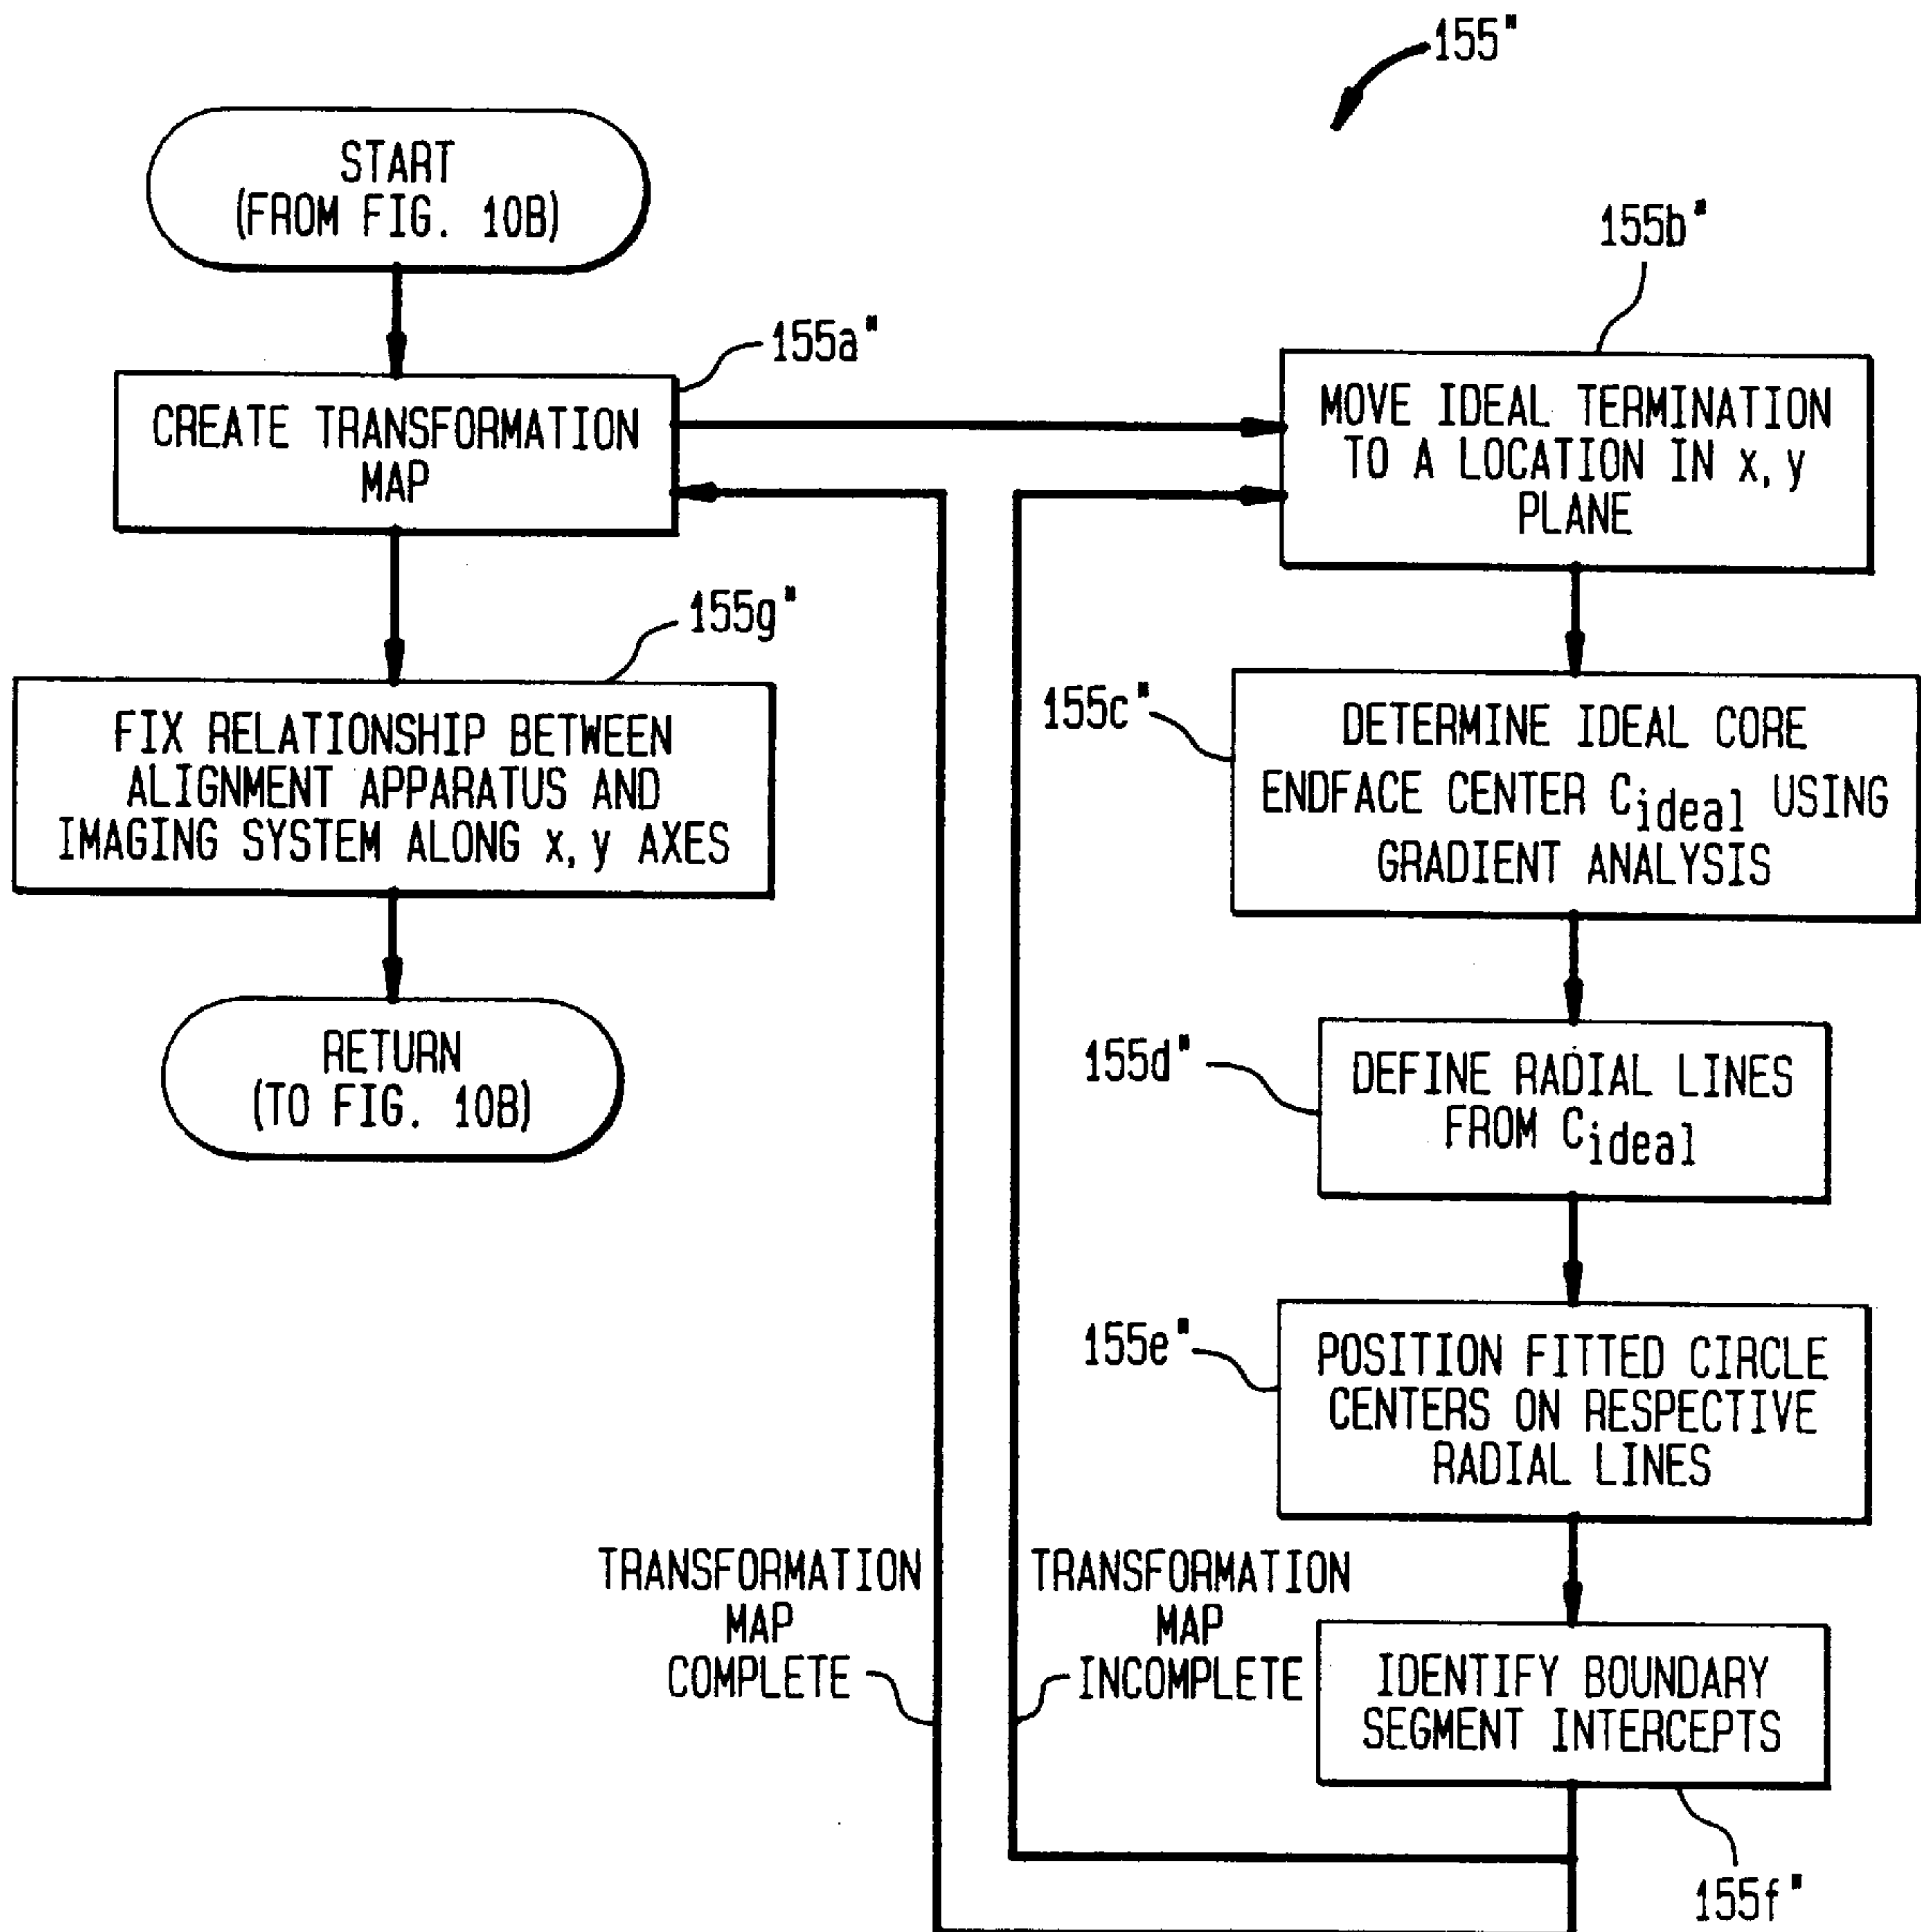 155"
START
(FROM FIG. 10B)
155a"
CREATE TRANSFORMATION
MAP
155g"
FIX RELATIONSHIP BETWEEN
ALIGNMENT APPARATUS AND
IMAGING SYSTEM ALONG x, y AXES
RETURN
(TO FIG. 10B)
155b"
MOVE IDEAL TERMINATION
TO A LOCATION IN x, y
PLANE
155c"
DETERMINE IDEAL CORE
ENDFACE CENTER Cideal USING
GRADIENT ANALYSIS
155d"
DEFINE RADIAL LINES
FROM Cideal
155e"
POSITION FITTED CIRCLE
CENTERS ON RESPECTIVE
RADIAL LINES
TRANSFORMATION
MAP
COMPLETE
TRANSFORMATION
MAP
INCOMPLETE
IDENTIFY BOUNDARY
SEGMENT INTERCEPTS
155f"